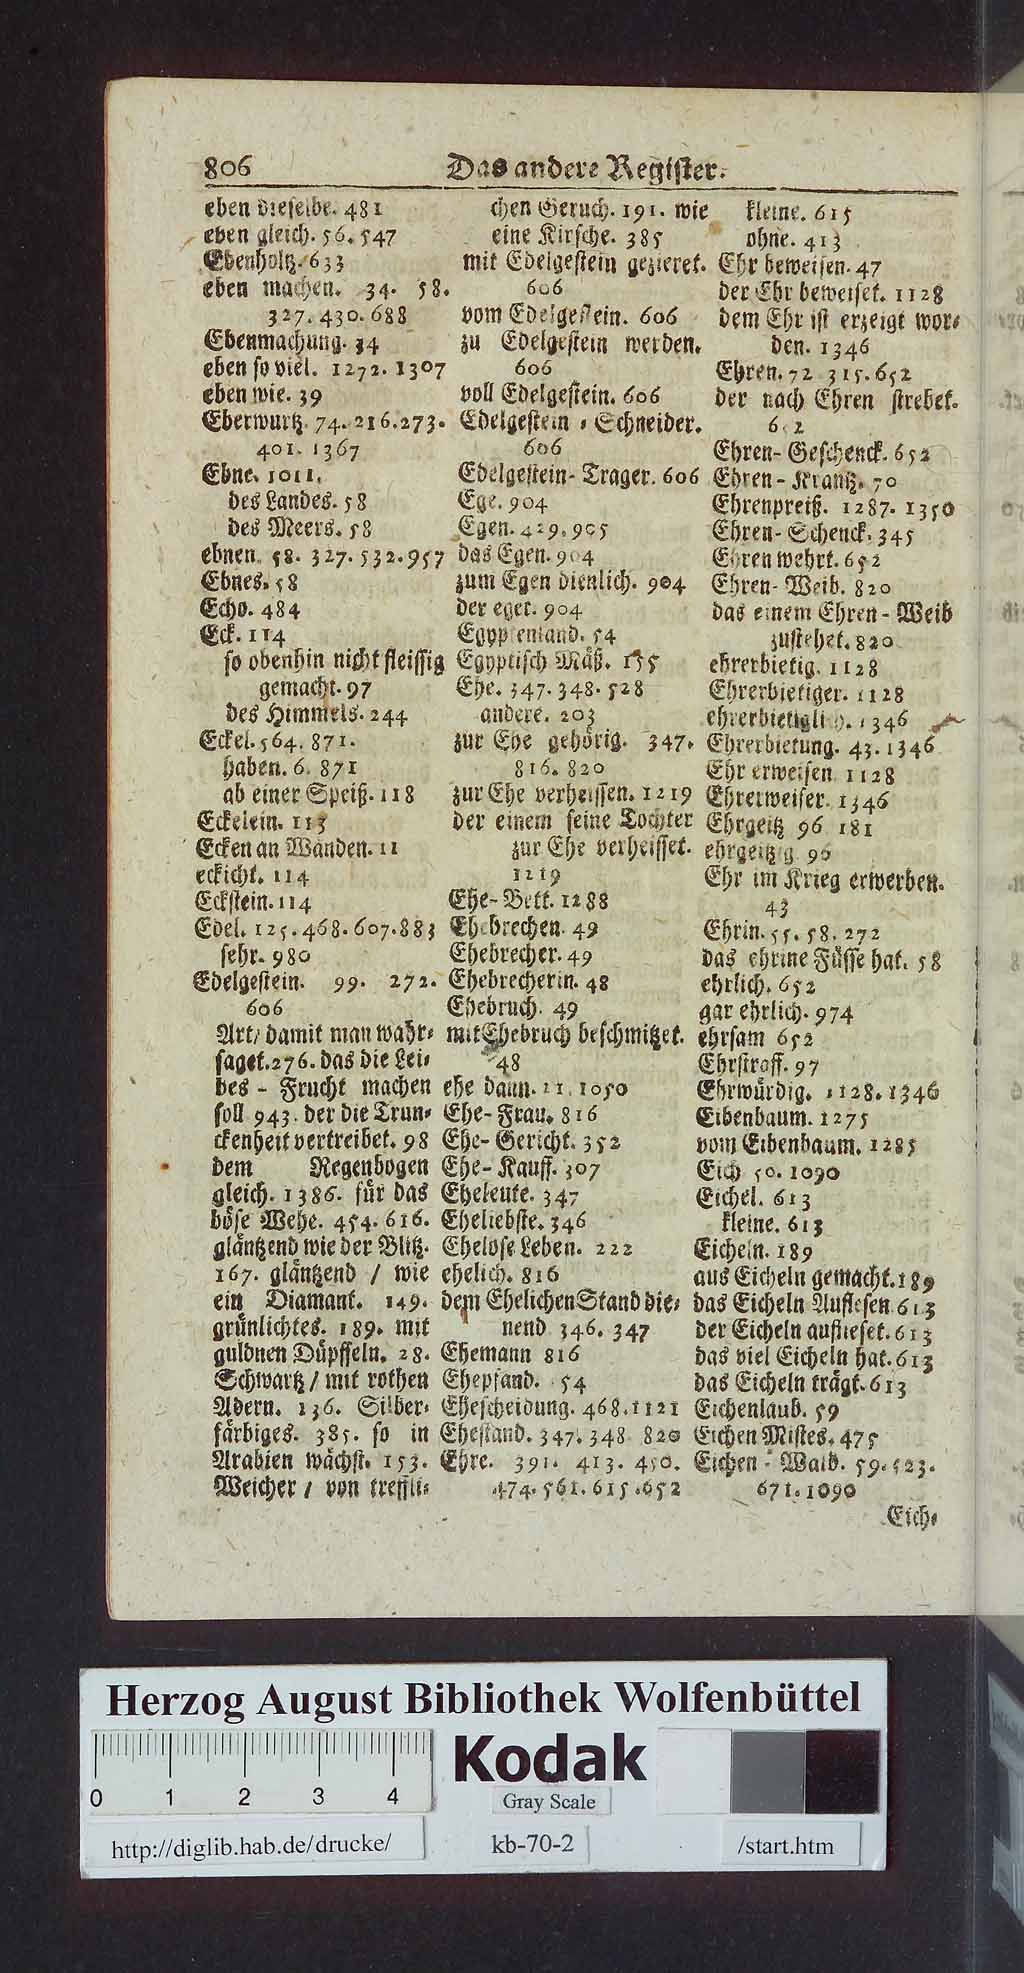 806 Das andere Register.
eben dieselbe. 481
eben gleich. 56. 547
Ebenholtz. 633
eben machen. 34. 58.
327. 430. 688
Ebenmachung. 34
eben so viel. 1272. 1307
eben wie. 39
Eberwurtz. 74. 216. 273.
401. 1367
Ebne. 1011.
des Landes. 58
des Meers. 58
ebnen. 58. 327. 532. 957
Ebnes. 58
Echo. 484
Eck. 114
so obenhin nicht fleissig
gemacht. 97
des Himmels. 244
Eckel. 564. 871.
haben. 6. 871
ab einer Speiß. 118
Eckelein. 113
Ecken an Wänden. 11
eckicht. 114
Eckstein. 114
Edel. 125. 468. 607. 883
sehr. 980
Edelgestein. 99. 272.
606
Art/ damit man wahr⸗
saget. 276. das die Lei⸗
bes - Frucht machen
soll 943. der die Trun⸗
ckenheit vertreibet. 98
dem Regenbogen
gleich. 1386. für das
böse Wehe. 454. 616.
gläntzend wie der Blitz.
167. gläntzend / wie
ein Diamant. 149.
grünlichtes. 189. mit
guldnen Düpffeln. 28.
Schwartz / mit rothen
Adern. 136. Silber⸗
färbiges. 385. so in
Arabien wächst. 153.
Weicher / von treffli⸗
chen Geruch. 191. wie
eine Kirsche. 385
mit Edelgestein gezieret.
606
vom Edelgestein. 606
zu Edelgestein werden.
606
voll Edelgestein. 606
Edelgestein ⸗ Schneider.
606
Edelgestein- Trager. 606
Ege. 904
Egen. 429. 905
das Egen. 904
zum Egen dienlich. 904
der eget. 904
Egyptenland. 54
Egyptisch Mäß. 155
Ehe. 347. 348. 528
andere. 203
zur Ehe gehörig. 347.
816. 820
zur Ehe verheissen. 1219
der einem seine Tochter
zur Ehe verheisset.
1219
Ehe- Bett. 1288
Ehebrechen. 49
Ehebrecher. 49
Ehebrecherin. 48
Ehebruch. 49
mit Ehebruch beschmitzet.
48
ehe dann. 11. 1050
Ehe- Frau. 816
Ehe- Gericht. 352
Ehe- Kauff. 307
Eheleute. 347
Eheliebste. 346
Ehelose Leben. 222
ehelich. 816
dem Ehelichen Stand die⸗
nend 346. 347
Ehemann 816
Ehepfand. 54
Ehescheidung. 468. 1121
Ehestand. 347. 348 820
Ehre. 391. 413. 450.
474. 561. 615. 652
kleine. 615
ohne. 413
Ehr beweisen. 47
der Ehr beweiset. 1128
dem Ehr ist erzeigt wor⸗
den. 1346
Ehren. 72 315. 652
der nach Ehren strebet.
652
Ehren- Geschenck. 652
Ehren - Krantz. 70
Ehrenpreiß. 1287. 1350
Ehren- Schenck. 345
Ehren wehrt. 652
Ehren- Weib. 820
das einem Ehren - Weib
zustehet. 820
ehrerbietig. 1128
Ehrerbietiger. 1128
ehrerbietiglich. 1346
Ehrerbietung. 43. 1346
Ehr erweisen 1128
Ehrerweiser. 1346
Ehrgeitz 96 181
ehrgeitzig 96
Ehr im Krieg erwerben.
43
Ehrin. 55. 58. 272
das ehrine Füsse hat. 58
ehrlich. 652
gar ehrlich. 974
ehrsam 652
Ehrstraff. 97
Ehrwürdig. 1128. 1346
Eibenbaum. 1275
vom Eibenbaum. 1285
Eich 50. 1090
Eichel. 613
kleine. 613
Eicheln. 189
aus Eicheln gemacht. 189
das Eicheln Auflesen 613
der Eicheln aufließet. 613
das viel Eicheln hat. 613
das Eicheln trägt. 613
Eichenlaub. 59
Eichen Mistes. 475
Eichen - Wald. 59. 523.
671. 1090
Eich⸗
Herzog August Bibliothek Wolfenbüttel
0 1 2 3 4
Kodak
Gray Scale
http://diglib.hab.de/drucke/ kb-70-2 /start.htm